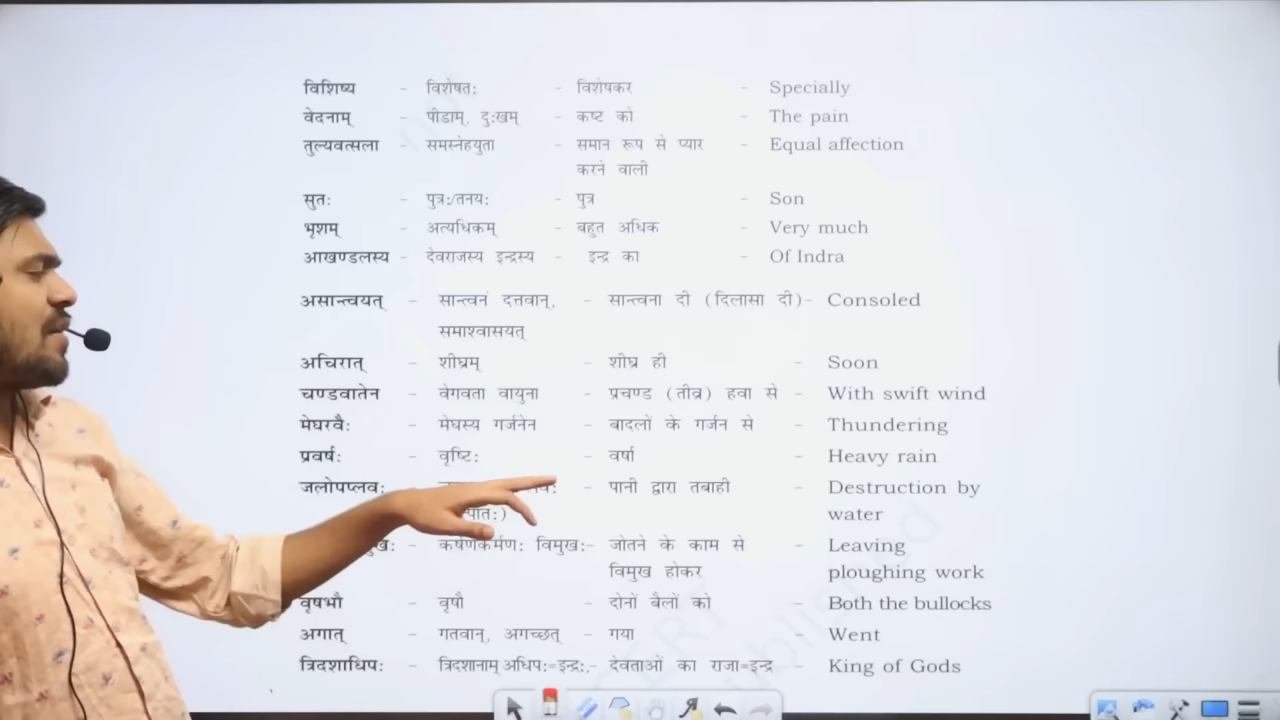 विशिष्य - विशेषतः - विशेषकर - Specially
वेदनाम् - पीडाम्, दुःखम् - कष्ट को - The pain
तुल्यवत्सला - समस्नेहयुता - समान रूप से प्यार - Equal affection
करने वाली
सुतः - पुत्रः/तनयः - पुत्र - Son
भृशम् - अत्यधिकम् - बहुत अधिक - Very much
आखण्डलस्य - देवराजस्य इन्द्रस्य - इन्द्र का - Of Indra
असान्त्वयत् - सान्त्वनं दत्तवान्, - सान्त्वना दी (दिलासा दी)- Consoled
समाश्वासयत्
अचिरात् - शीघ्रम् - शीघ्र ही - Soon
चण्डवातेन - वेगवता वायुना - प्रचण्ड (तीव्र) हवा से - With swift wind
मेघरवैः - मेघस्य गर्जनेन - बादलों के गर्जन से - Thundering
प्रवर्षः - वृष्टिः - वर्षा - Heavy rain
जलोपप्लवः - पानी द्वारा तबाही - Destruction by
water
- कर्षणकर्मणः विमुखः- जोतने के काम से - Leaving
विमुख होकर ploughing work
वृषभौ - वृषौ - दोनों बैलों को - Both the bullocks
अगात् - गतवान्, अगच्छत् - गया - Went
त्रिदशाधिपः - त्रिदशानाम् अधिपः=इन्द्रः,- देवताओं का राजा=इन्द्र - King of Gods